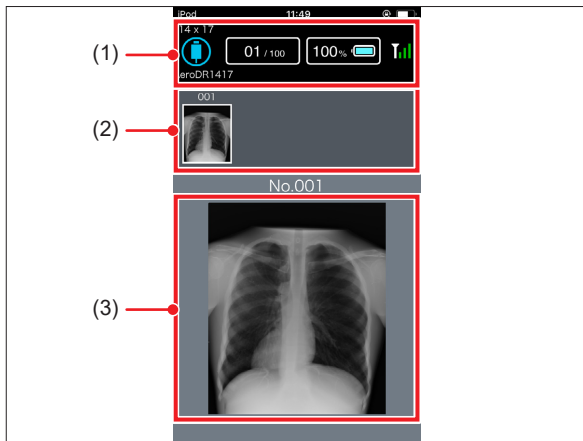 iPod 11:49
14 x 17
(1)
01 / 100 100%
eroDR1417
(2)
001
No.001
(3)